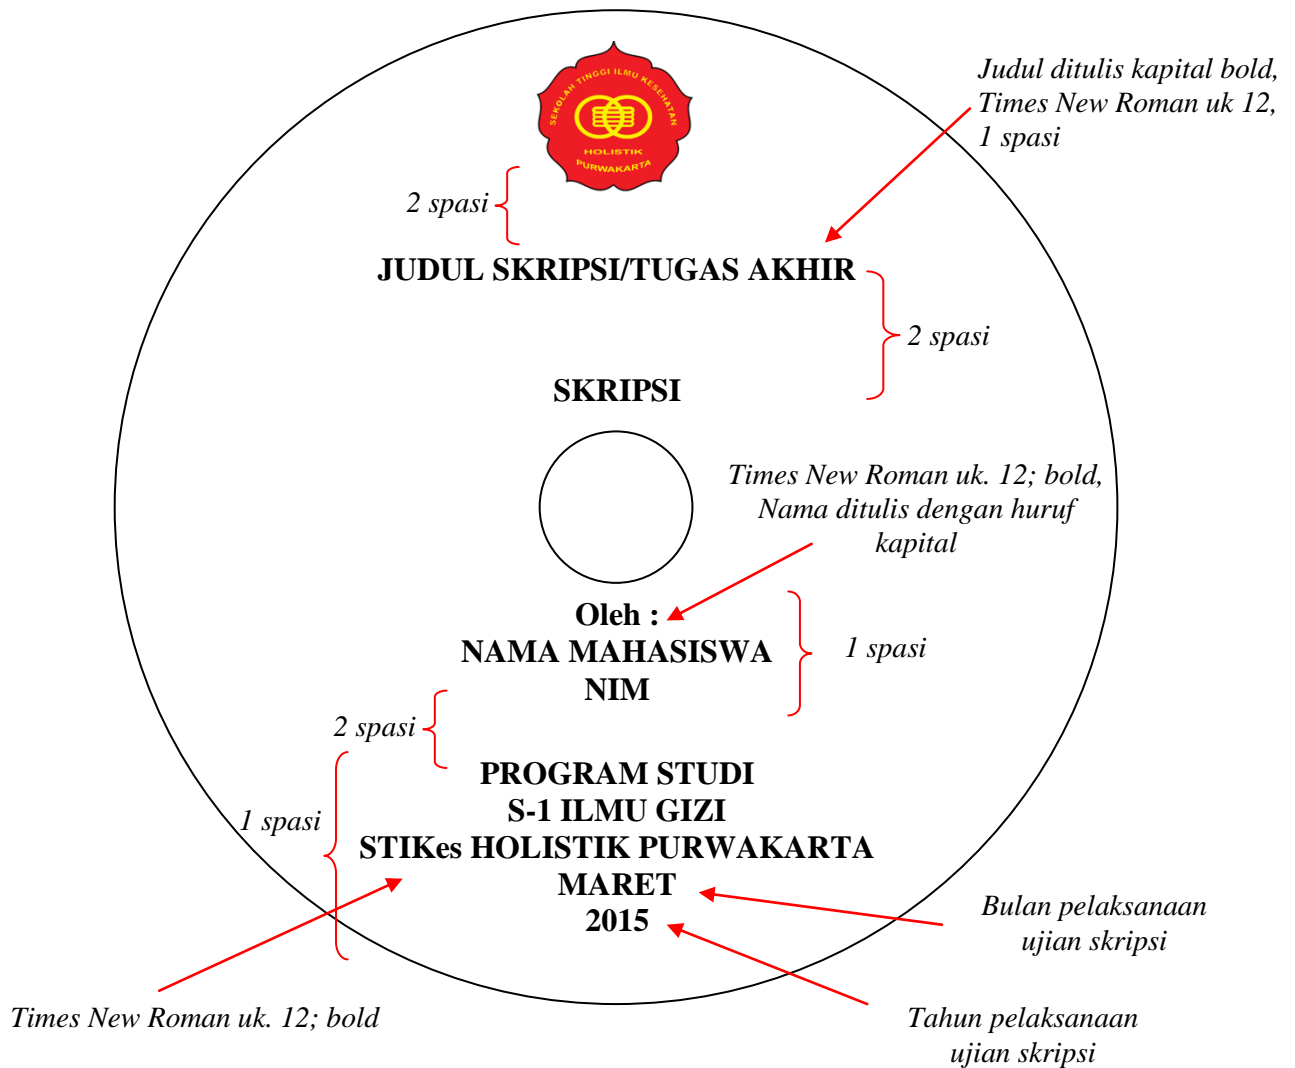 SEKOLAH TINGGI ILMU KESEHATAN
HOLISTIK
PURWAKARTA
Judul ditulis kapital bold,
Times New Roman uk 12,
1 spasi
2 spasi
JUDUL SKRIPSI/TUGAS AKHIR
2 spasi
SKRIPSI
Times New Roman uk. 12; bold,
Nama ditulis dengan huruf
kapital
Oleh :
NAMA MAHASISWA
NIM
1 spasi
2 spasi
PROGRAM STUDI
S-1 ILMU GIZI
STIKes HOLISTIK PURWAKARTA
MARET
2015
1 spasi
Bulan pelaksanaan
ujian skripsi
Times New Roman uk. 12; bold
Tahun pelaksanaan
ujian skripsi